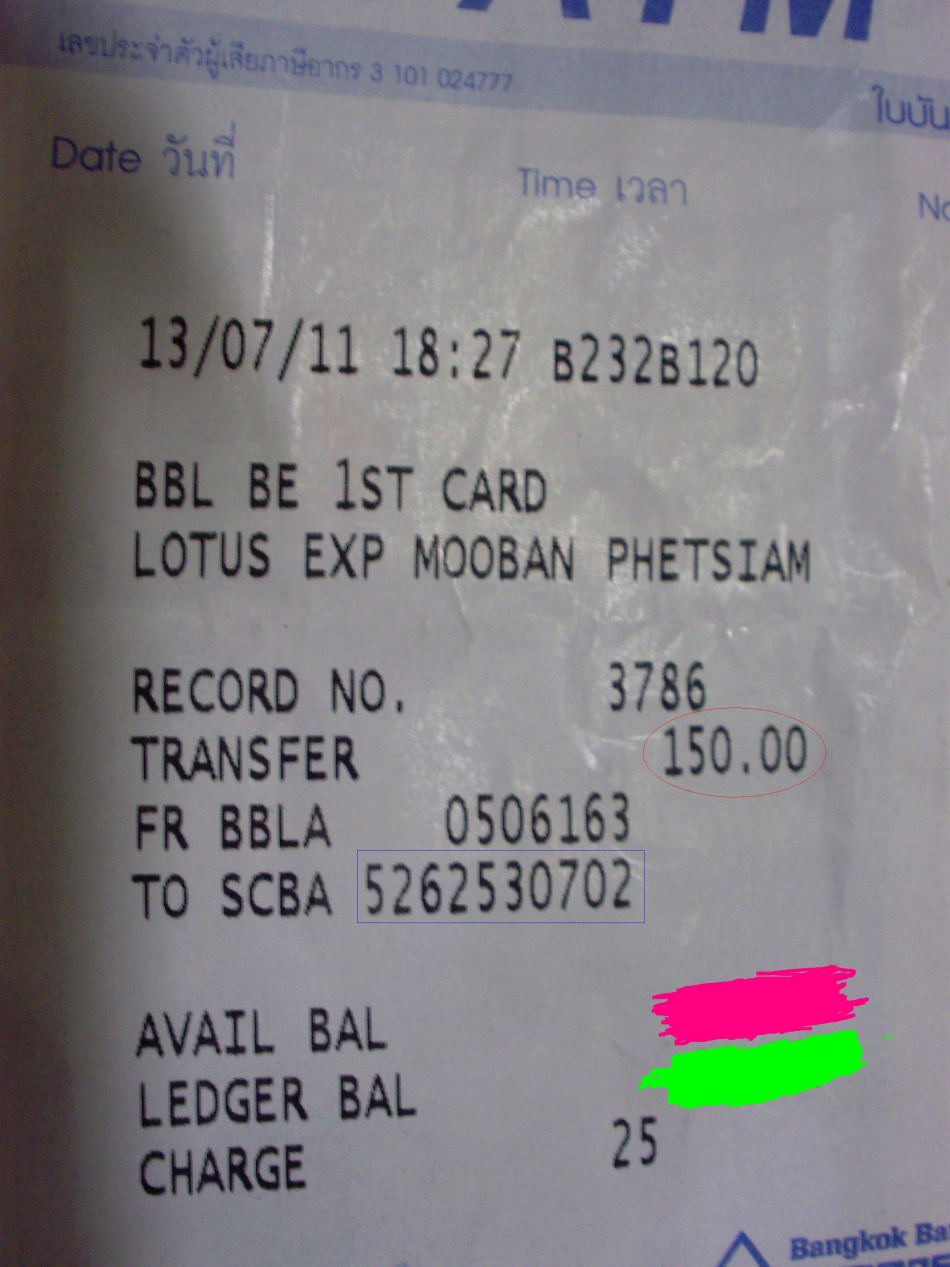 ATM
เลขประจำตัวผู้เสียภาษีอากร 3 101 024777
Date วันที่
Time เวลา
13/07/11 18:27 B232B120
BBL BE 1ST CARD
LOTUS EXP MOOBAN PHETSIAM
RECORD NO. 3786
TRANSFER 150.00
FR BBLA 0506163
TO SCBA 5262530702
AVAIL BAL
LEDGER BAL
CHARGE 25
Bangkok